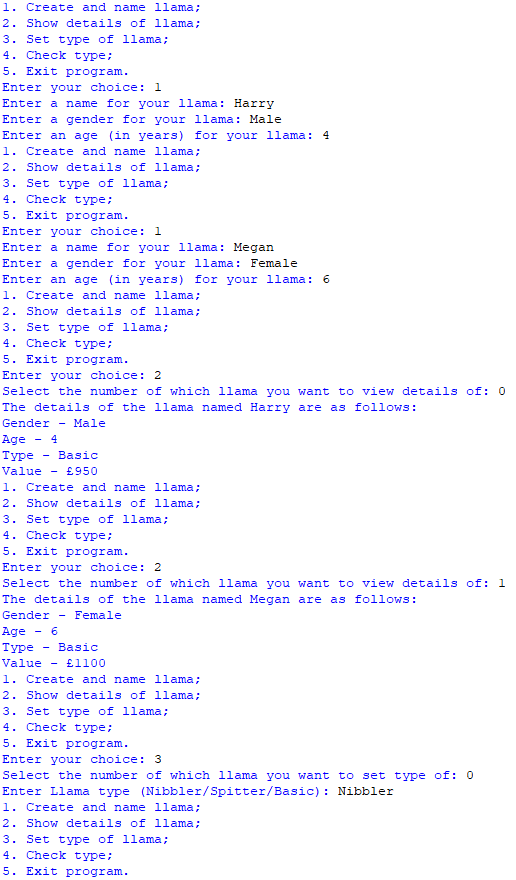 1. Create and name llama;
2. Show details of llama;
3. Set type of llama;
4. Check type;
5. Exit program.
Enter your choice: 1
Enter a name for your llama: Harry
Enter a gender for your llama: Male
Enter an age (in years) for your llama: 4
1. Create and name llama;
2. Show details of llama;
3. Set type of llama;
4. Check type;
5. Exit program.
Enter your choice: 1
Enter a name for your llama: Megan
Enter a gender for your llama: Female
Enter an age (in years) for your llama: 6
1. Create and name llama;
2. Show details of llama;
3. Set type of llama;
4. Check type;
5. Exit program.
Enter your choice: 2
Select the number of which llama you want to view details of: 0
The details of the llama named Harry are as follows:
Gender - Male
Age - 4
Type - Basic
Value - £950
1. Create and name llama;
2. Show details of llama;
3. Set type of llama;
4. Check type;
5. Exit program.
Enter your choice: 2
Select the number of which llama you want to view details of: 1
The details of the llama named Megan are as follows:
Gender - Female
Age - 6
Type - Basic
Value - £1100
1. Create and name llama;
2. Show details of llama;
3. Set type of llama;
4. Check type;
5. Exit program.
Enter your choice: 3
Select the number of which llama you want to set type of: 0
Enter Llama type (Nibbler/Spitter/Basic): Nibbler
1. Create and name llama;
2. Show details of llama;
3. Set type of llama;
4. Check type;
5. Exit program.